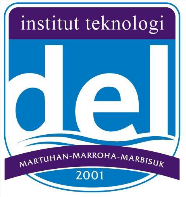 institut teknologi
del
MARTUHAN-MARROHA-MARBISUK
2001